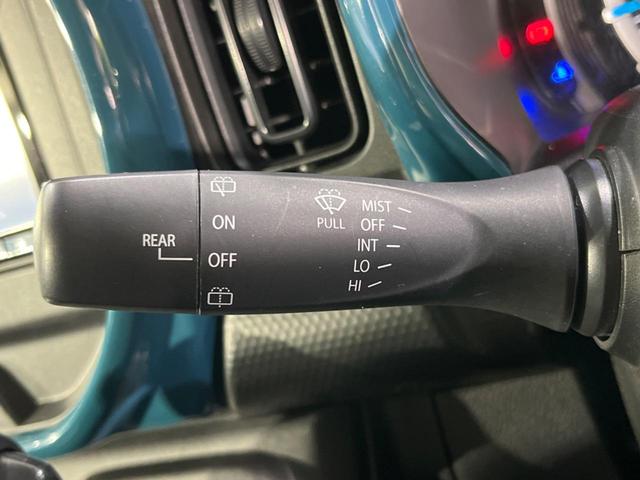 REAR
ON
OFF
PULL
MIST
OFF
INT
LO
HI